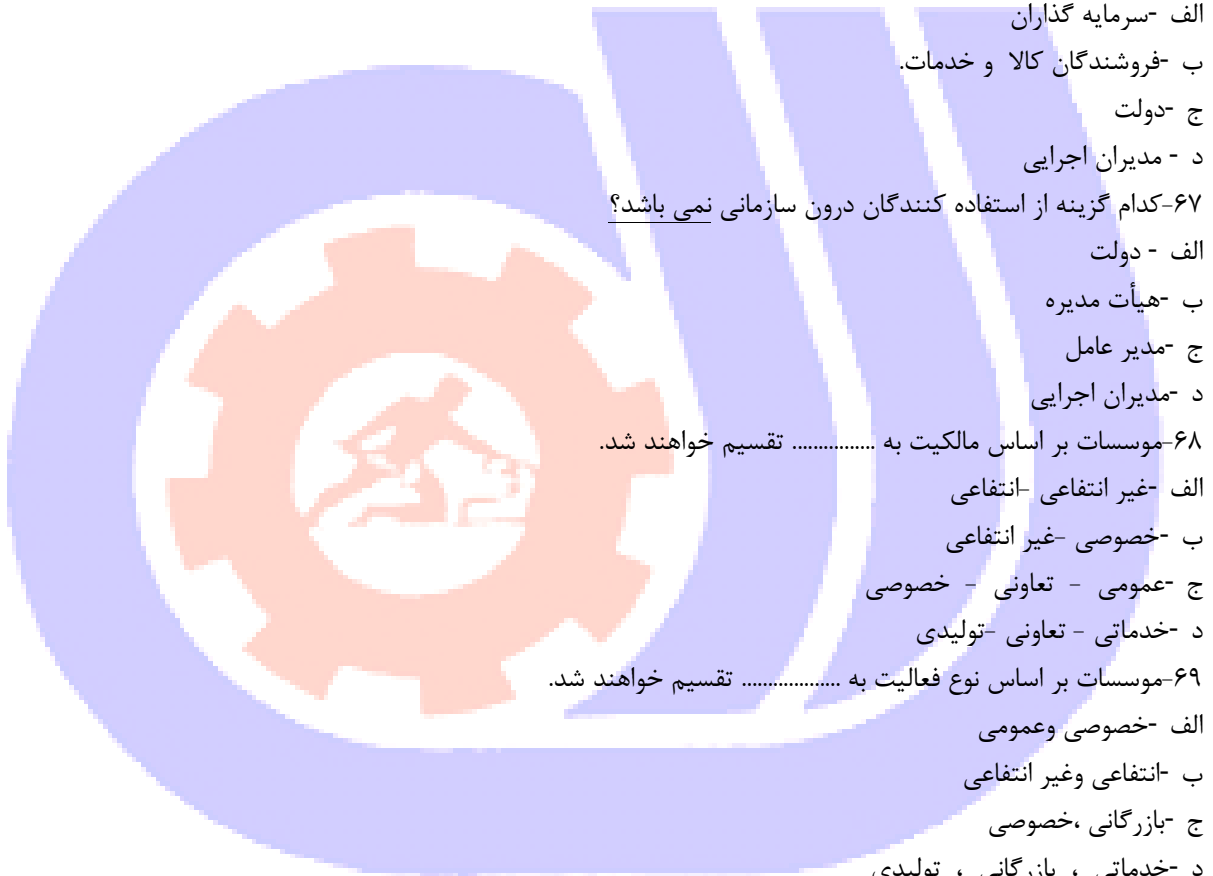 الف -سرمایه گذاران
ب -فروشندگان کالا و خدمات.
ج -دولت
د - مدیران اجرایی
۶۷-کدام گزینه از استفاده کنندگان درون سازمانی نمی باشد؟
الف - دولت
ب -هیأت مدیره
ج -مدیر عامل
د -مدیران اجرایی
۶۸-موسسات بر اساس مالکیت به ............... تقسیم خواهند شد.
الف -غیر انتفاعی -انتفاعی
ب -خصوصی -غیر انتفاعی
ج -عمومی - تعاونی - خصوصی
د -خدماتی - تعاونی -تولیدی
۶۹-موسسات بر اساس نوع فعالیت به .................. تقسیم خواهند شد.
الف -خصوصی وعمومی
ب -انتفاعی وغیر انتفاعی
ج -بازرگانی ،خصوصی
د -خدماتی ، بازرگانی ، تولیدی